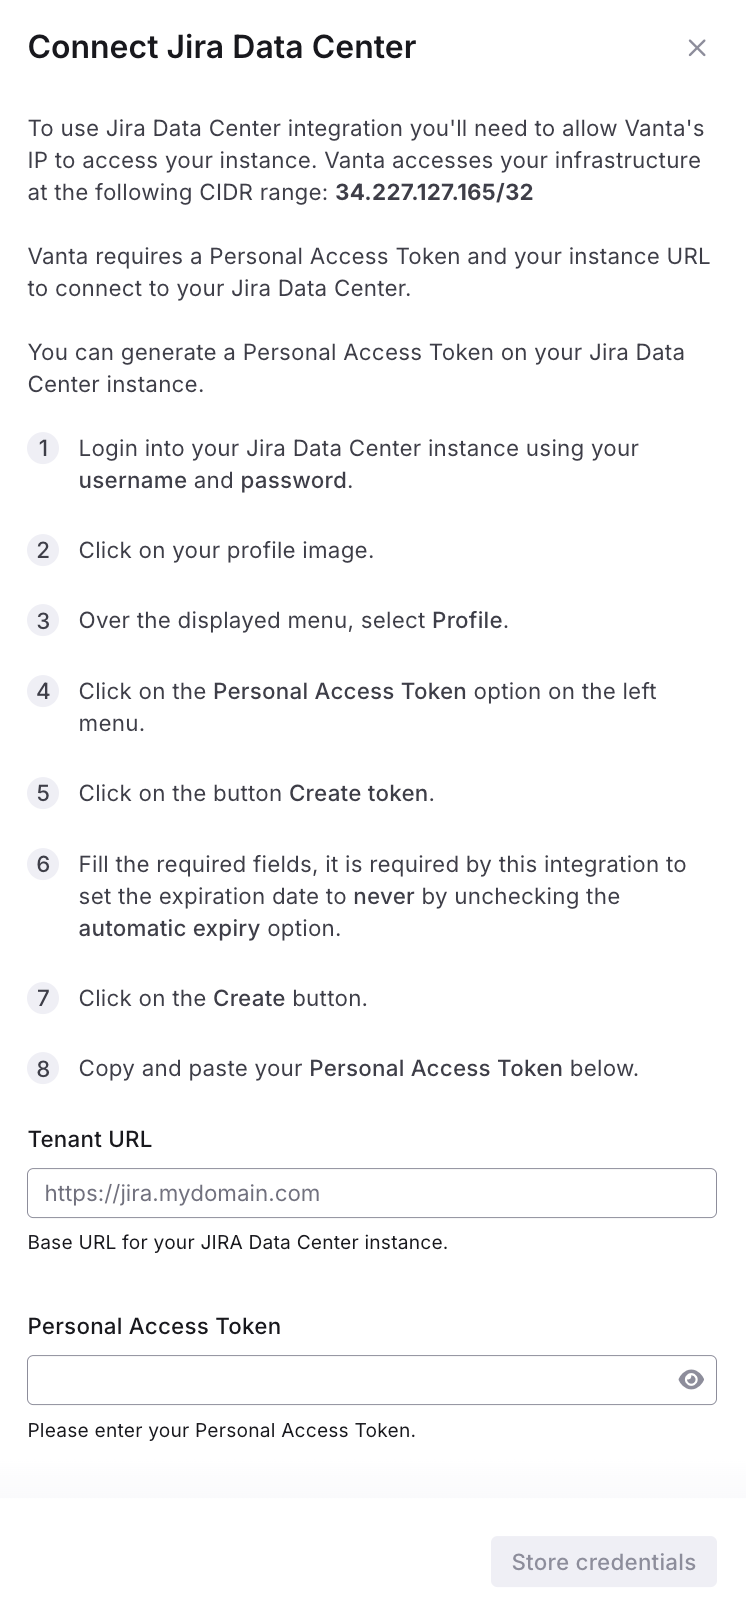 Connect Jira Data Center
To use Jira Data Center integration you'll need to allow Vanta's
IP to access your instance. Vanta accesses your infrastructure
at the following CIDR range: 34.227.127.165/32
Vanta requires a Personal Access Token and your instance URL
to connect to your Jira Data Center.
You can generate a Personal Access Token on your Jira Data
Center instance.
1 Login into your Jira Data Center instance using your
username and password.
2 Click on your profile image.
3 Over the displayed menu, select Profile.
4 Click on the Personal Access Token option on the left
menu.
5 Click on the button Create token.
6 Fill the required fields, it is required by this integration to
set the expiration date to never by unchecking the
automatic expiry option.
7 Click on the Create button.
8 Copy and paste your Personal Access Token below.
Tenant URL
https://jira.mydomain.com
Base URL for your JIRA Data Center instance.
Personal Access Token
Please enter your Personal Access Token.
Store credentials